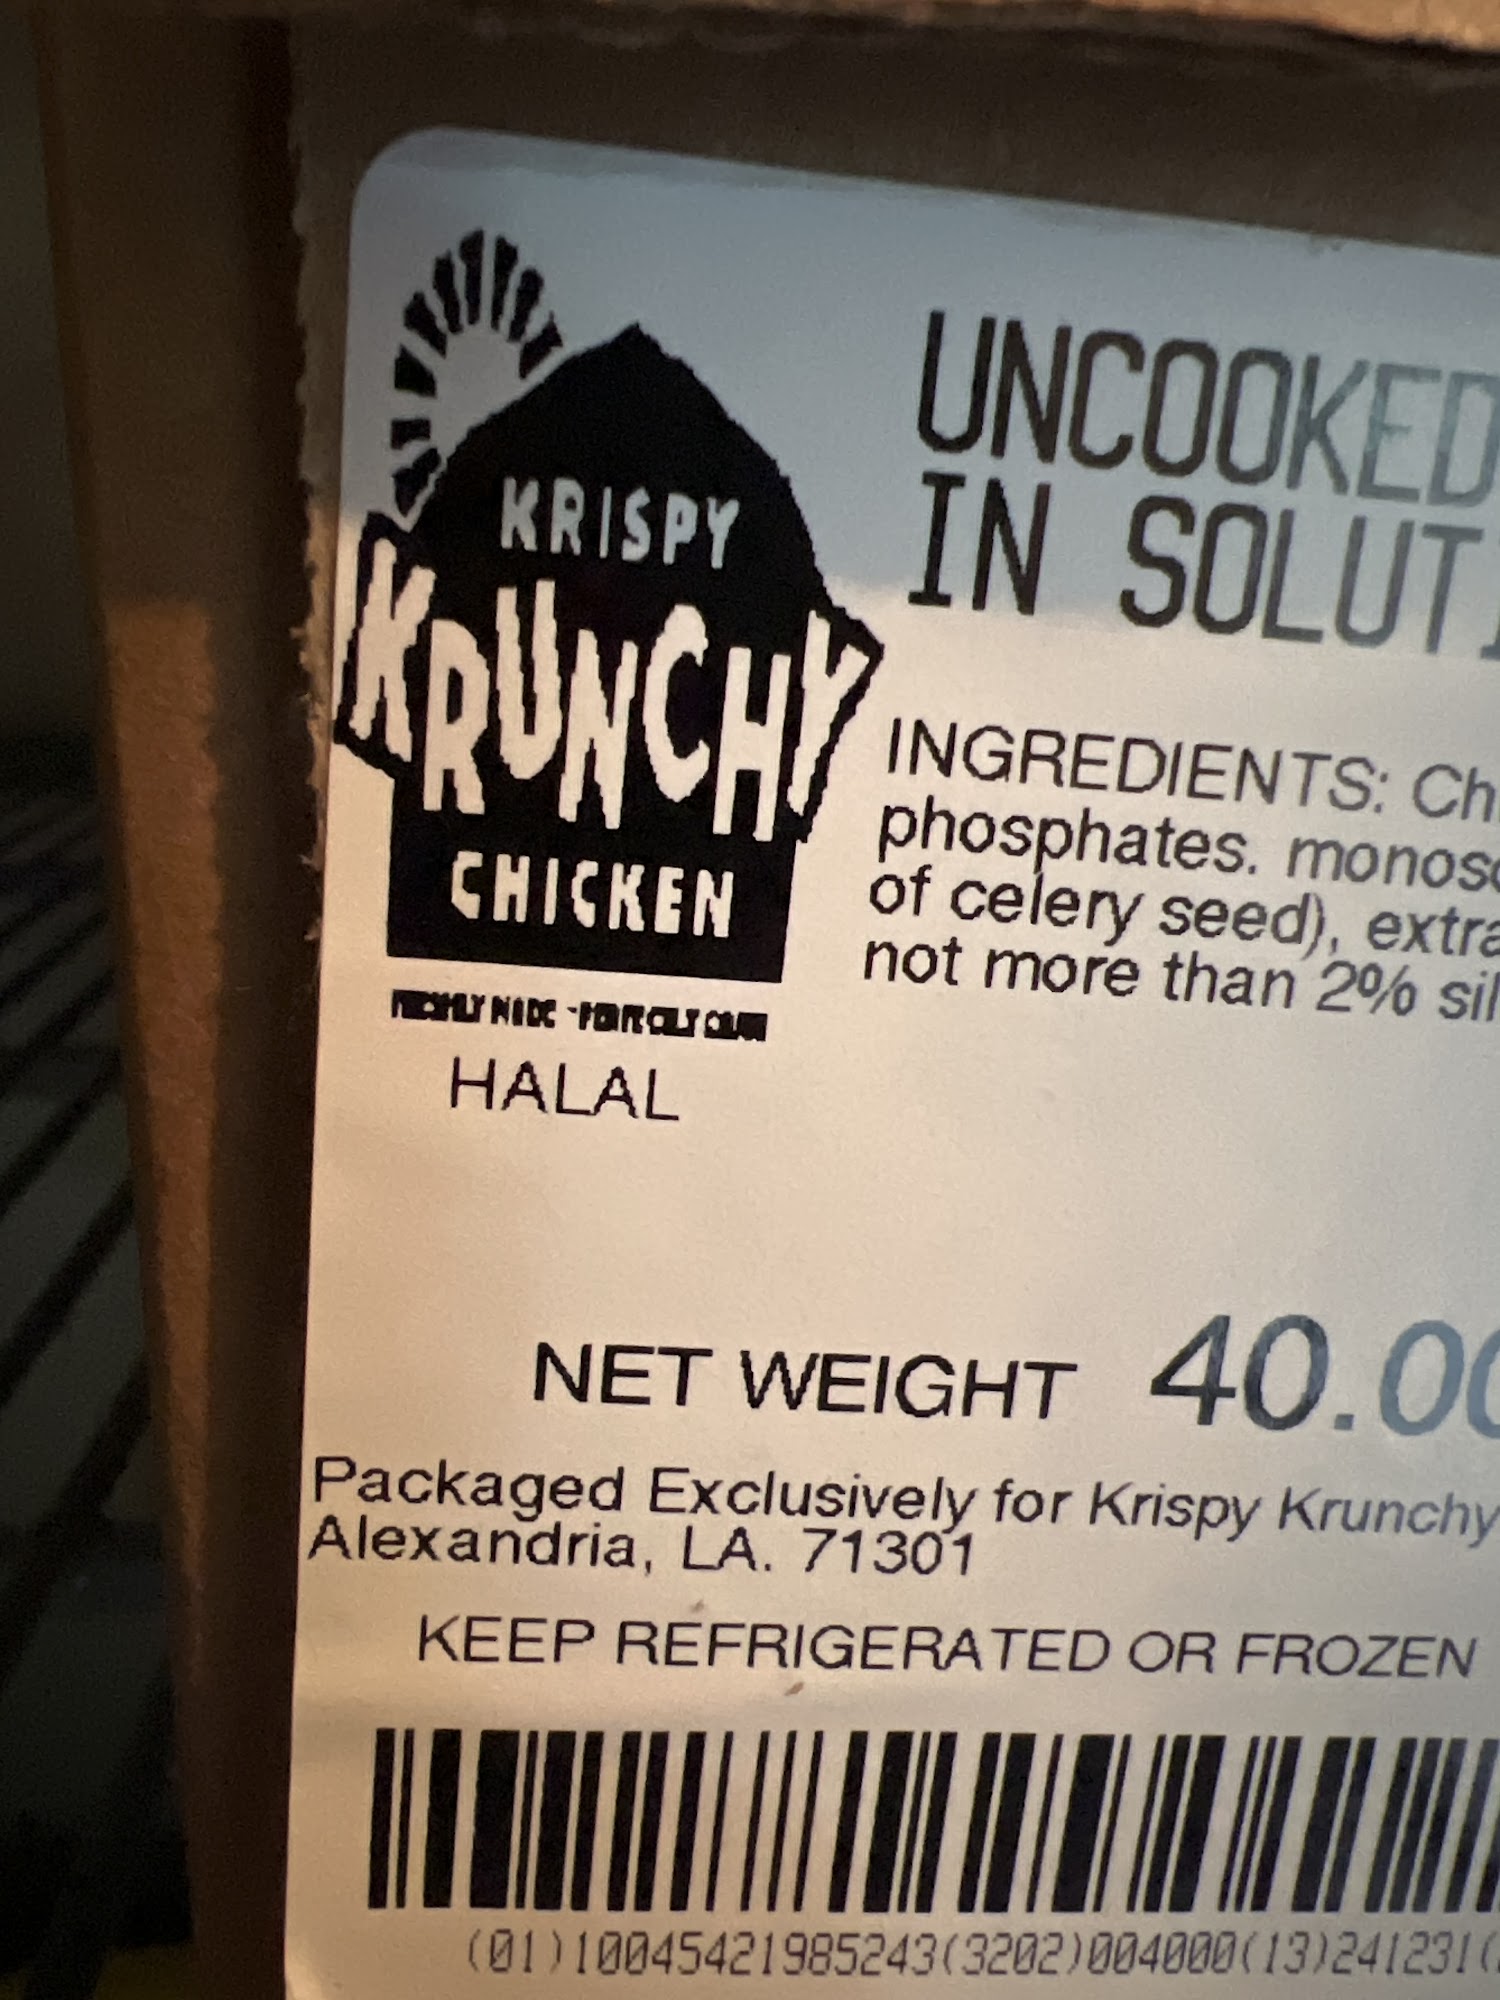 KRISPY
KRUNCHY
CHICKEN
HALAL
UNCOOKED
IN SOLUT
INGREDIENTS: Ch
phosphates. monoso
of celery seed), extra
not more than 2% sil
NET WEIGHT 40.00
Packaged Exclusively for Krispy Krunchy
Alexandria, LA. 71301
KEEP REFRIGERATED OR FROZEN
(01)10045421985243(3202)004000(13)241231(